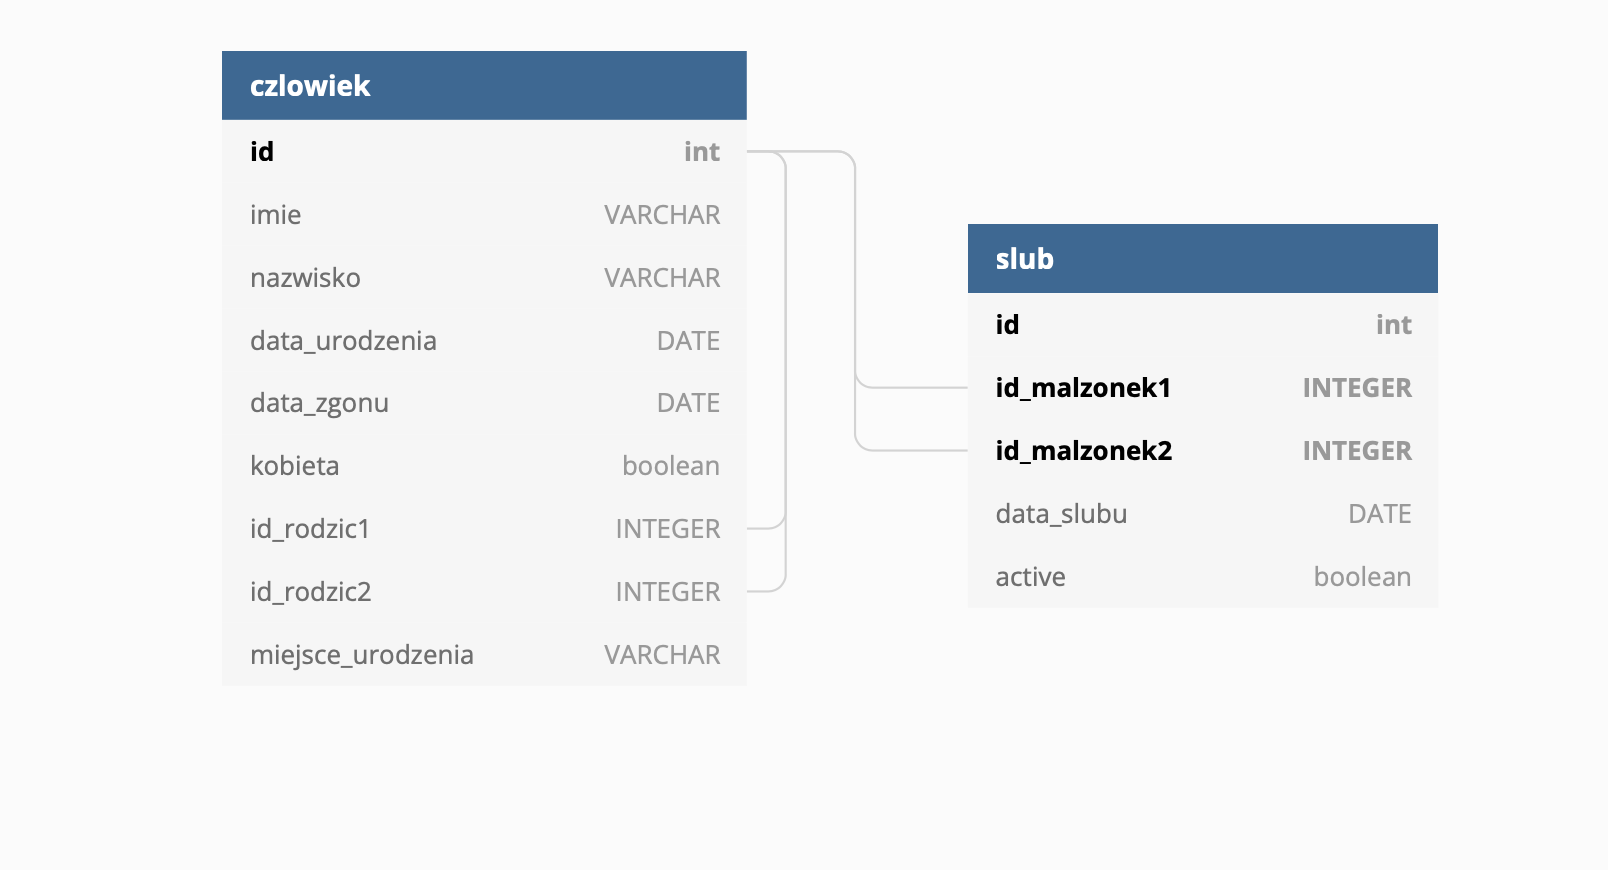 czlowiek
id int
imie VARCHAR
nazwisko VARCHAR
data_urodzenia DATE
data_zgonu DATE
kobieta boolean
id_rodzic1 INTEGER
id_rodzic2 INTEGER
miejsce_urodzenia VARCHAR
slub
id int
id_malzonek1 INTEGER
id_malzonek2 INTEGER
data_slubu DATE
active boolean